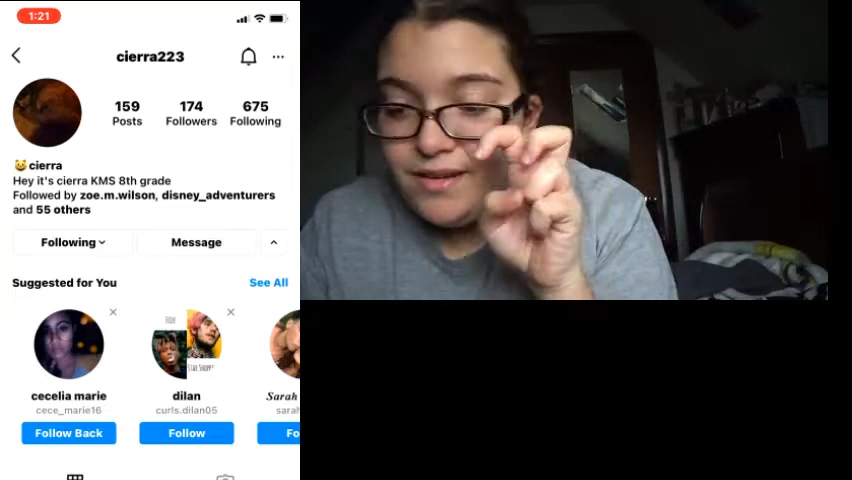 1:21
cierra223
159 174 675
Posts Followers Following
cierra
Hey it's cierra KMS 8th grade
Followed by zoe.m.wilson, disney_adventurers
and 55 others
Following Message
Suggested for You See All
cecelia marie dilan Sarah
cece_marie16 curls.dilan05 sarah
Follow Back Follow Fo